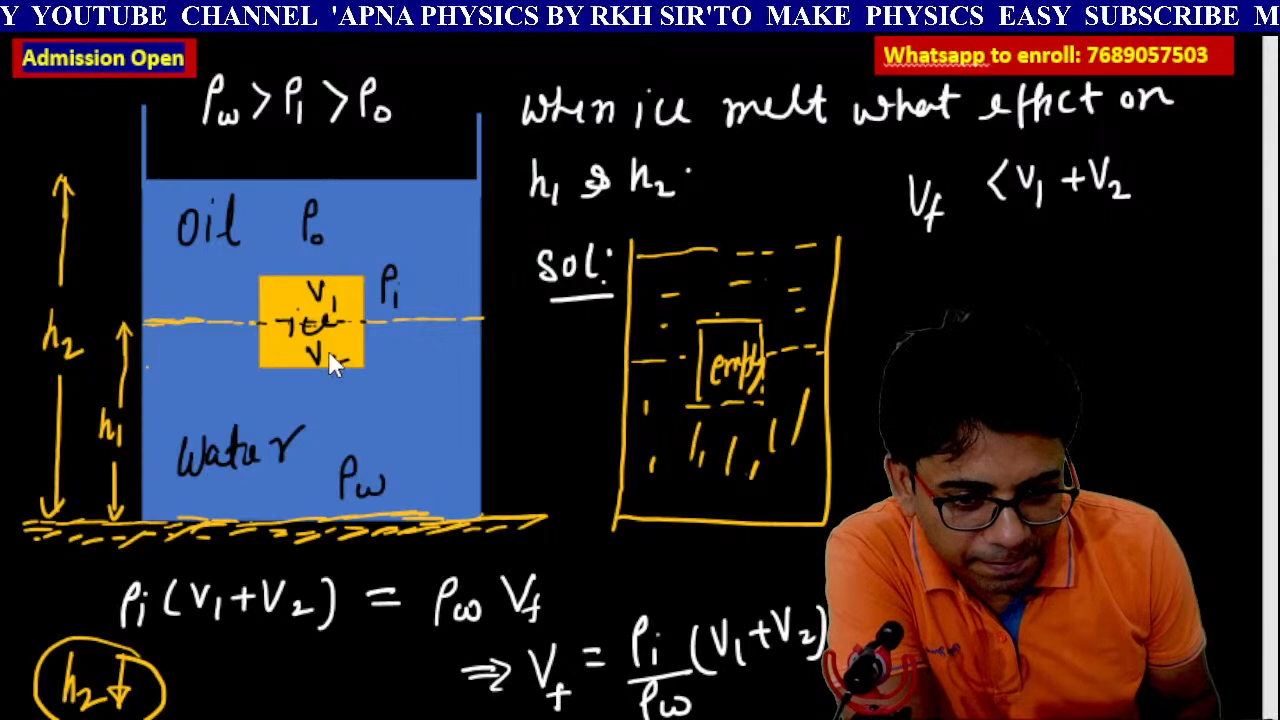 Y YOUTUBE CHANNEL 'APNA PHYSICS BY RKH SIR'TO MAKE PHYSICS EASY SUBSCRIBE M
Admission Open
Whatsapp to enroll: 7689057503
ρw > ρi > ρo
when ice melt what effect on
h1 & h2.
Vf < V1 + V2
Oil ρo
Sol:
V1
ρi
ice
V2
h2
h1
empty
Water
ρw
ρi (V1 + V2) = ρw Vf
⇒ Vf = ρi/ρw (V1 + V2)
h2 ↓